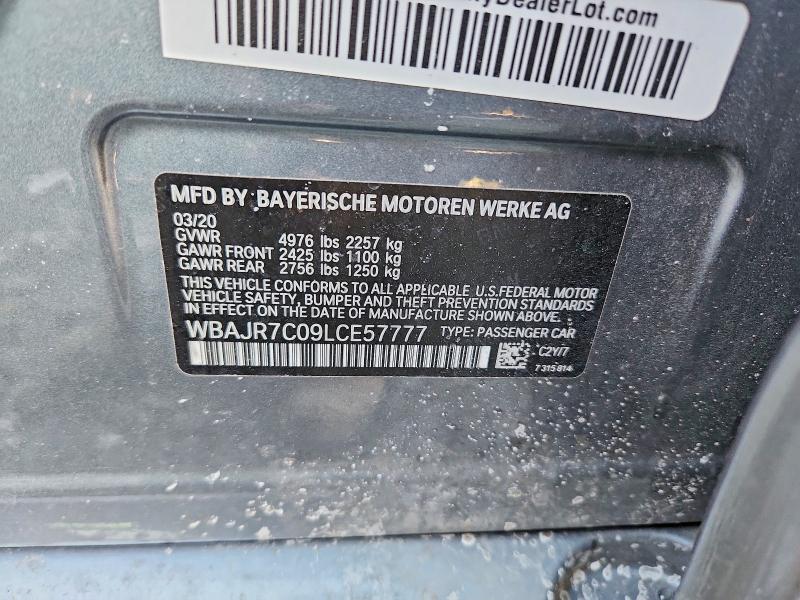 DealerLot.com
MFD BY BAYERISCHE MOTOREN WERKE AG
03/20
GVWR 4976 lbs 2257 kg
GAWR FRONT 2425 lbs 1100 kg
GAWR REAR 2756 lbs 1250 kg
THIS VEHICLE CONFORMS TO ALL APPLICABLE U.S.FEDERAL MOTOR
VEHICLE SAFETY, BUMPER AND THEFT PREVENTION STANDARDS
IN EFFECT ON THE DATE OF MANUFACTURE SHOWN ABOVE.
WBAJR7C09LCE57777 TYPE: PASSENGER CAR
C2Y/7
7 315 814